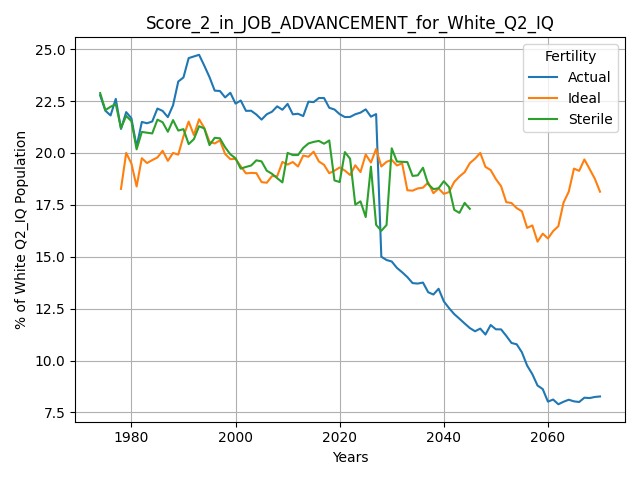 Score_2_in_JOB_ADVANCEMENT_for_White_Q2_IQ
Fertility
Actual
Ideal
Sterile
% of White Q2_IQ Population
25.0
22.5
20.0
17.5
15.0
12.5
10.0
7.5
1980
2000
2020
2040
2060
Years